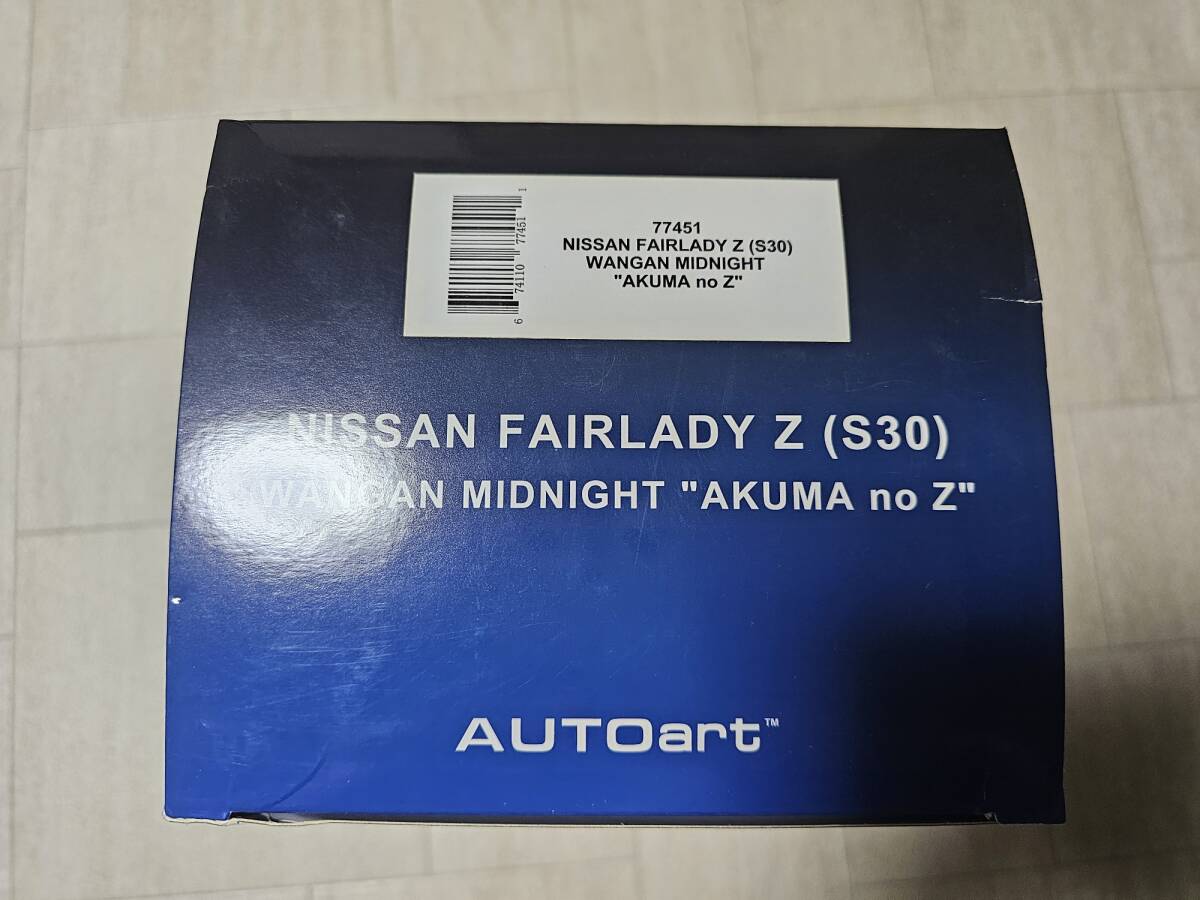 6 74110 77451 1
77451
NISSAN FAIRLADY Z (S30)
WANGAN MIDNIGHT
"AKUMA no Z"
NISSAN FAIRLADY Z (S30)
WANGAN MIDNIGHT "AKUMA no Z"
AUTOart™